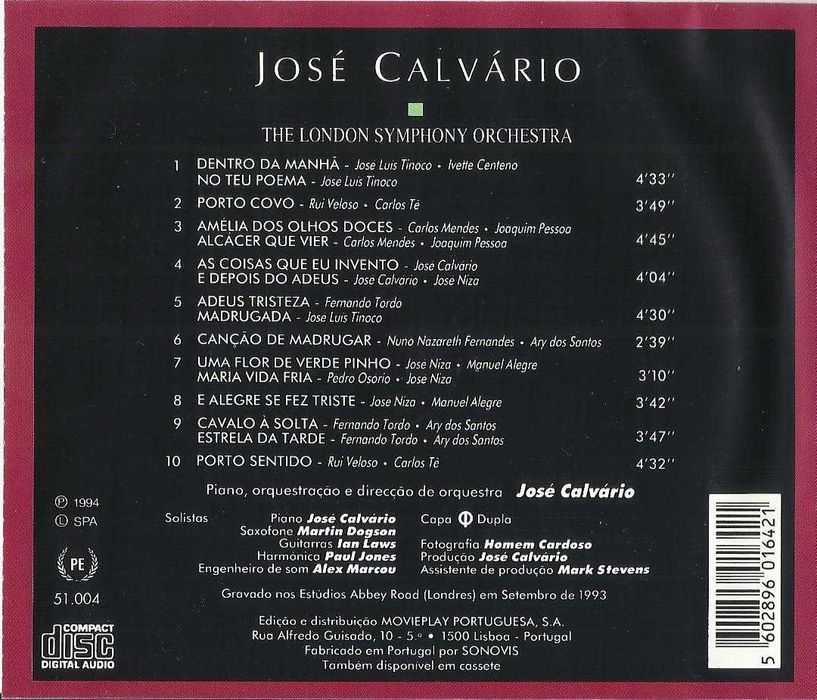 JOSÉ CALVÁRIO
THE LONDON SYMPHONY ORCHESTRA
1 DENTRO DA MANHÃ - José Luis Tinoco • Ivette Centeno
NO TEU POEMA - Jose Luis Tinoco 4'33''
2 PORTO COVO - Rui Veloso • Carlos Tê 3'49''
3 AMÉLIA DOS OLHOS DOCES - Carlos Mendes • Joaquim Pessoa
ALCÁCER QUE VIER - Carlos Mendes • Joaquim Pessoa 4'45''
4 AS COISAS QUE EU INVENTO - José Calvário
E DEPOIS DO ADEUS - José Calvario • José Niza 4'04''
5 ADEUS TRISTEZA - Fernando Tordo
MADRUGADA - Jose Luis Tinoco 4'30''
6 CANÇÃO DE MADRUGAR - Nuno Nazareth Fernandes • Ary dos Santos 2'39''
7 UMA FLOR DE VERDE PINHO - José Niza • Manuel Alegre
MARIA VIDA FRIA - Pedro Osorio • Jose Niza 3'10''
8 E ALEGRE SE FEZ TRISTE - Jose Niza • Manuel Alegre 3'42''
9 CAVALO À SOLTA - Fernando Tordo • Ary dos Santos
ESTRELA DA TARDE - Fernando Tordo • Ary dos Santos 3'47''
10 PORTO SENTIDO - Rui Veloso • Carlos Tê 4'32''
Piano, orquestração e direcção de orquestra José Calvário
℗ 1994
Ⓛ SPA
PE
51.004
COMPACT
disc
DIGITAL AUDIO
Solistas Piano José Calvário
Saxofone Martin Dogson
Guitarras Ian Laws
Harmónica Paul Jones
Engenheiro de som Alex Marcou
Capa Dupla
Fotografia Homem Cardoso
Produção José Calvário
Assistente de produção Mark Stevens
Gravado nos Estúdios Abbey Road (Londres) em Setembro de 1993
Edição e distribuição MOVIEPLAY PORTUGUESA, S.A.
Rua Alfredo Guisado, 10 - 5.º • 1500 Lisboa - Portugal
Fabricado em Portugal por SONOVIS
Também disponível em cassete
5 602896 016421